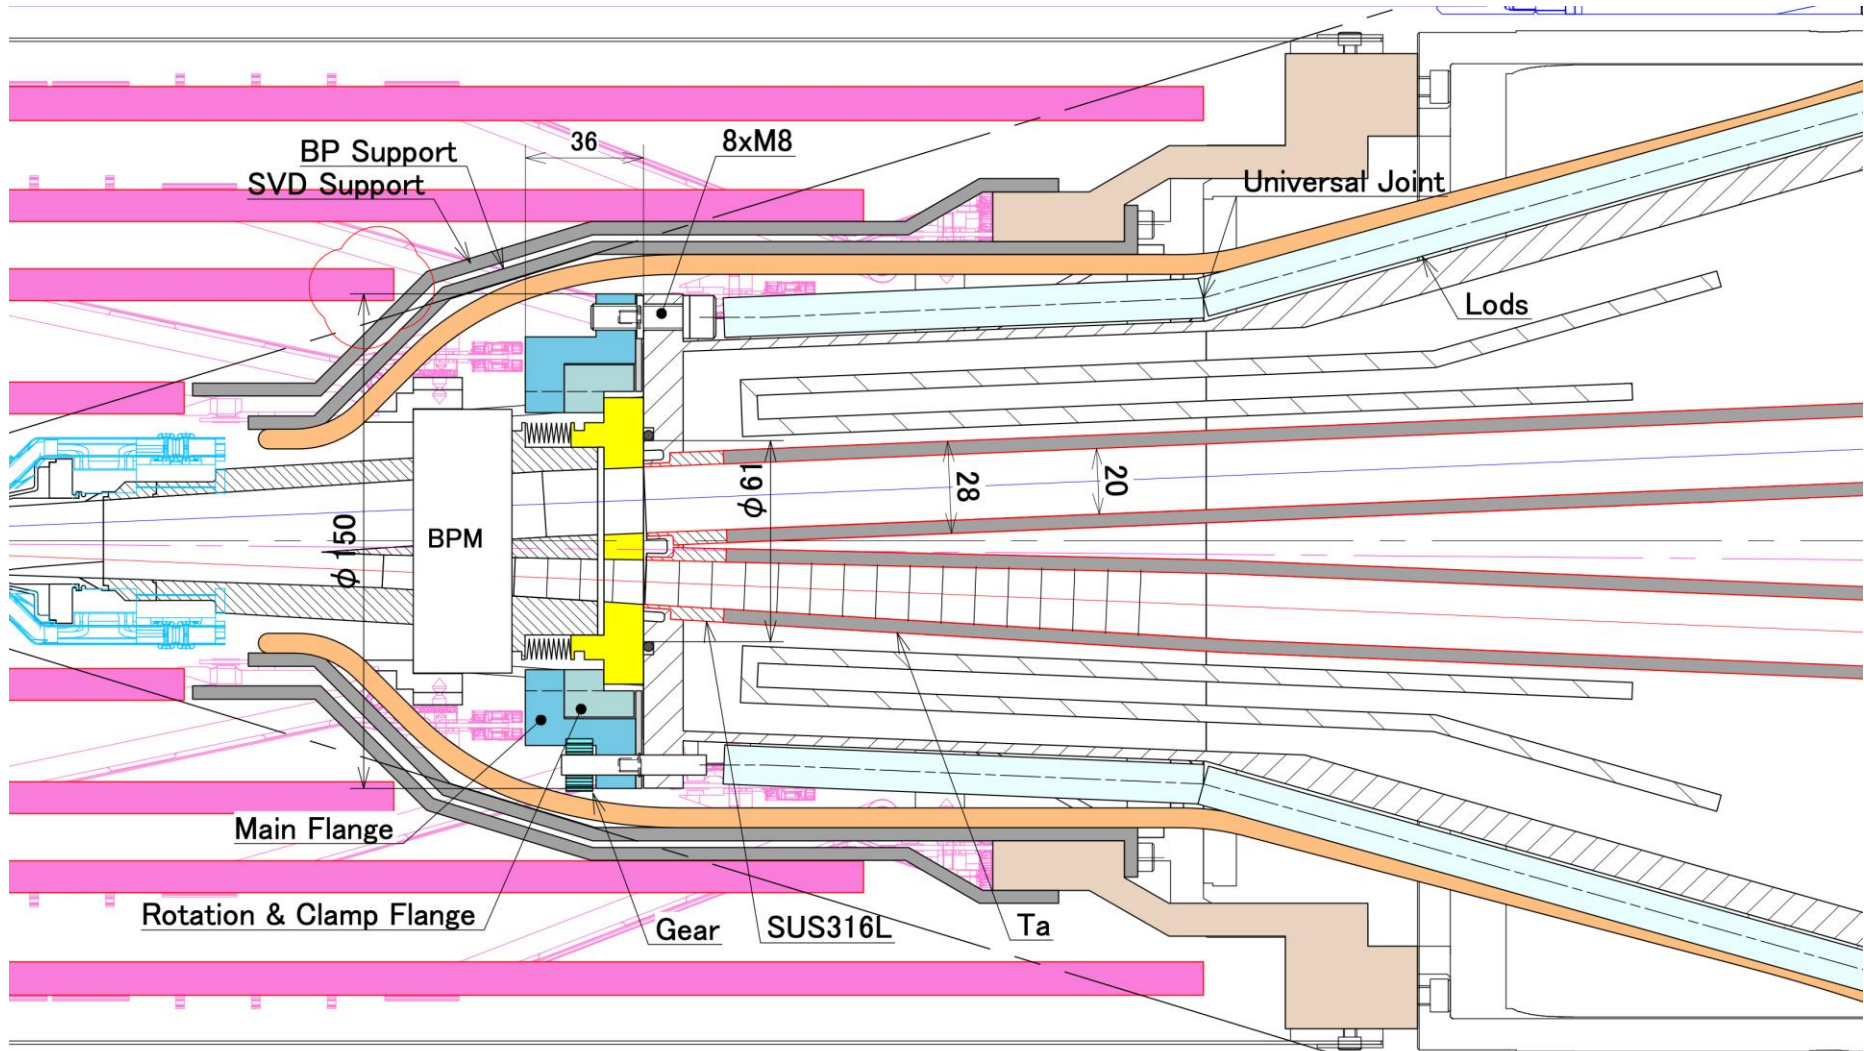 36
8xM8
BP Support
SVD Support
Universal Joint
Lods
φ61
28
20
BPM
φ150
Main Flange
Rotation & Clamp Flange
Gear
SUS316L
Ta